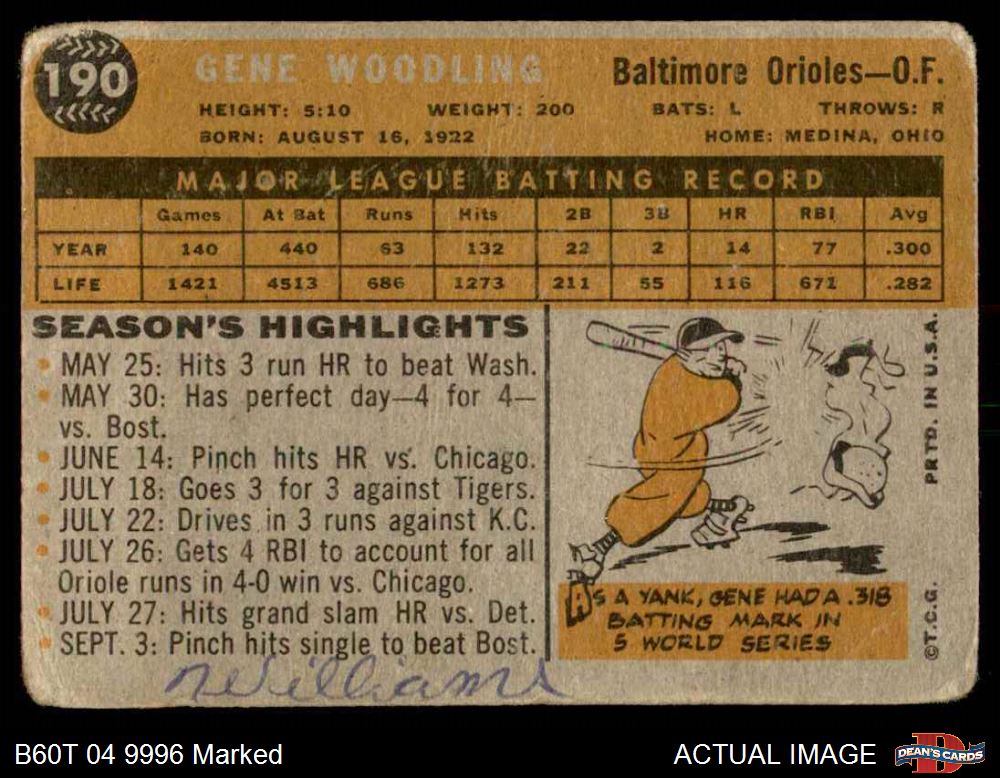 190
GENE WOODLING
Baltimore Orioles—O.F.
HEIGHT: 5:10 WEIGHT: 200 BATS: L THROWS: R
BORN: AUGUST 16, 1922 HOME: MEDINA, OHIO
MAJOR LEAGUE BATTING RECORD
Games At Bat Runs Hits 2B 3B HR RBI Avg
YEAR 140 440 63 132 22 2 14 77 .300
LIFE 1421 4513 686 1273 211 55 116 671 .282
SEASON'S HIGHLIGHTS
• MAY 25: Hits 3 run HR to beat Wash.
• MAY 30: Has perfect day—4 for 4—
vs. Bost.
• JUNE 14: Pinch hits HR vs. Chicago.
• JULY 18: Goes 3 for 3 against Tigers.
• JULY 22: Drives in 3 runs against K.C.
• JULY 26: Gets 4 RBI to account for all
Oriole runs in 4-0 win vs. Chicago.
• JULY 27: Hits grand slam HR vs. Det.
• SEPT. 3: Pinch hits single to beat Bost.
Williams
AS A YANK, GENE HAD A .318
BATTING MARK IN
5 WORLD SERIES
©T.C.G. PRTD. IN U.S.A.
B60T 04 9996 Marked
ACTUAL IMAGE
DEAN'S CARDS